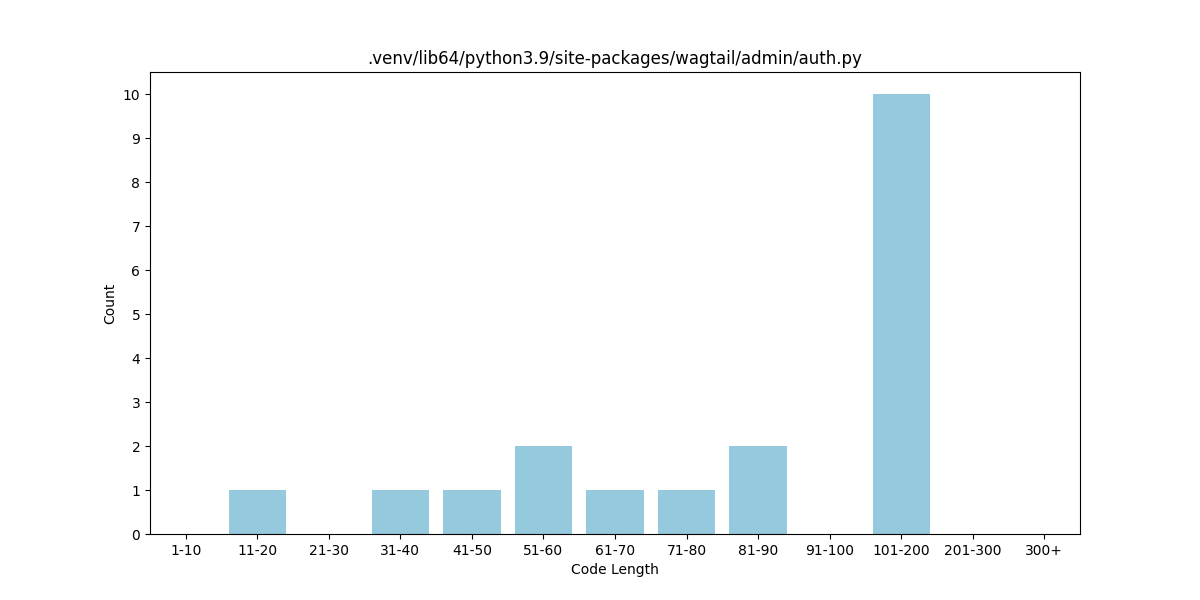 .venv/lib64/python3.9/site-packages/wagtail/admin/auth.py
10
9
8
7
6
5
4
3
2
1
0
Count
1-10 11-20 21-30 31-40 41-50 51-60 61-70 71-80 81-90 91-100 101-200 201-300 300+
Code Length